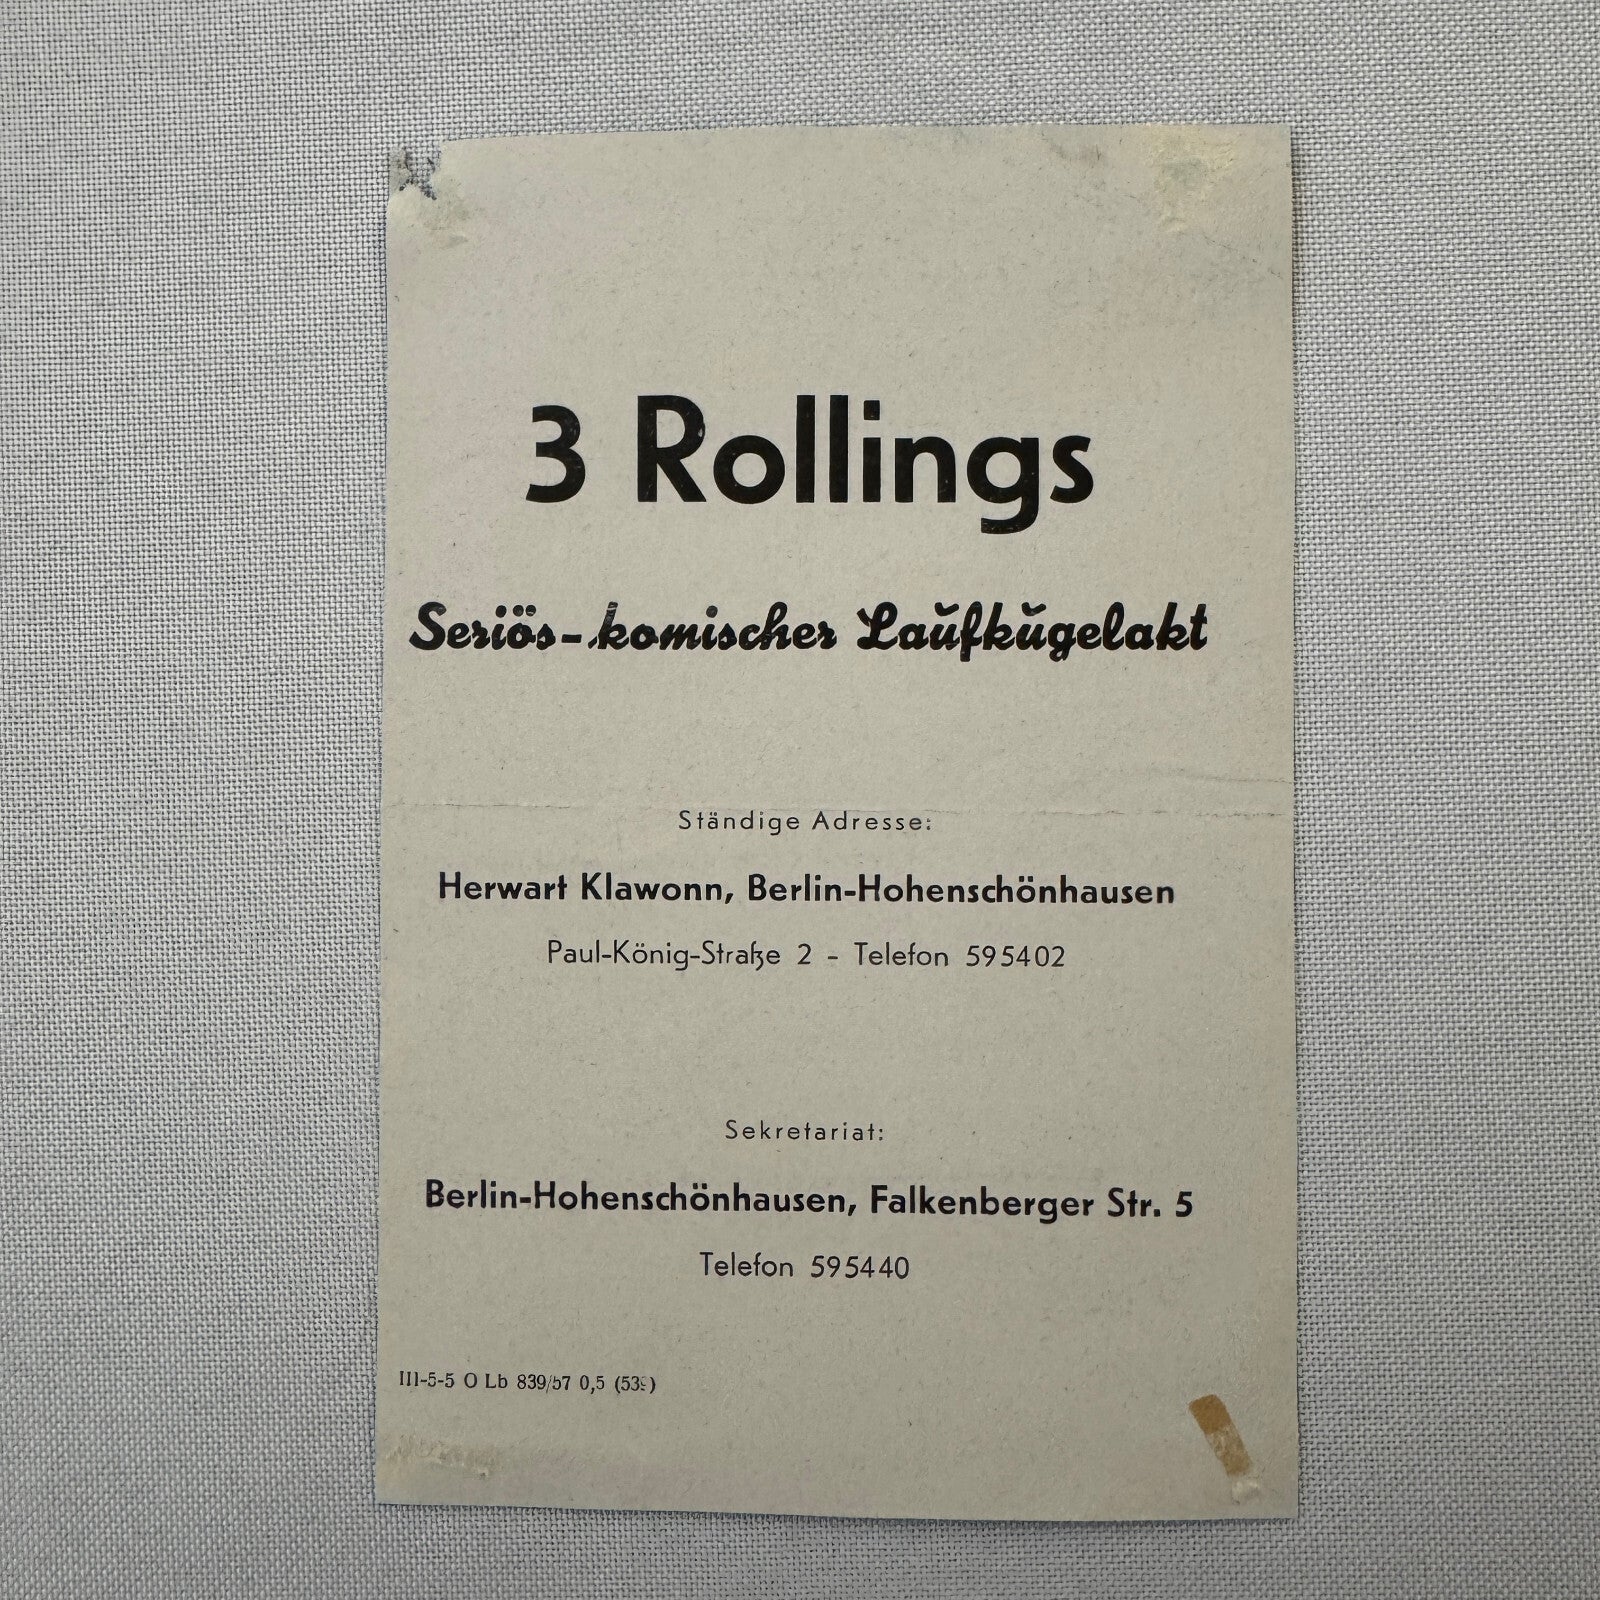 3 Rollings
Seriös-komischer Laufkugelakt
Ständige Adresse:
Herwart Klawonn, Berlin-Hohenschönhausen
Paul-König-Straße 2 - Telefon 595402
Sekretariat:
Berlin-Hohenschönhausen, Falkenberger Str. 5
Telefon 595440
III-5-5 O Lb 839/57 0,5